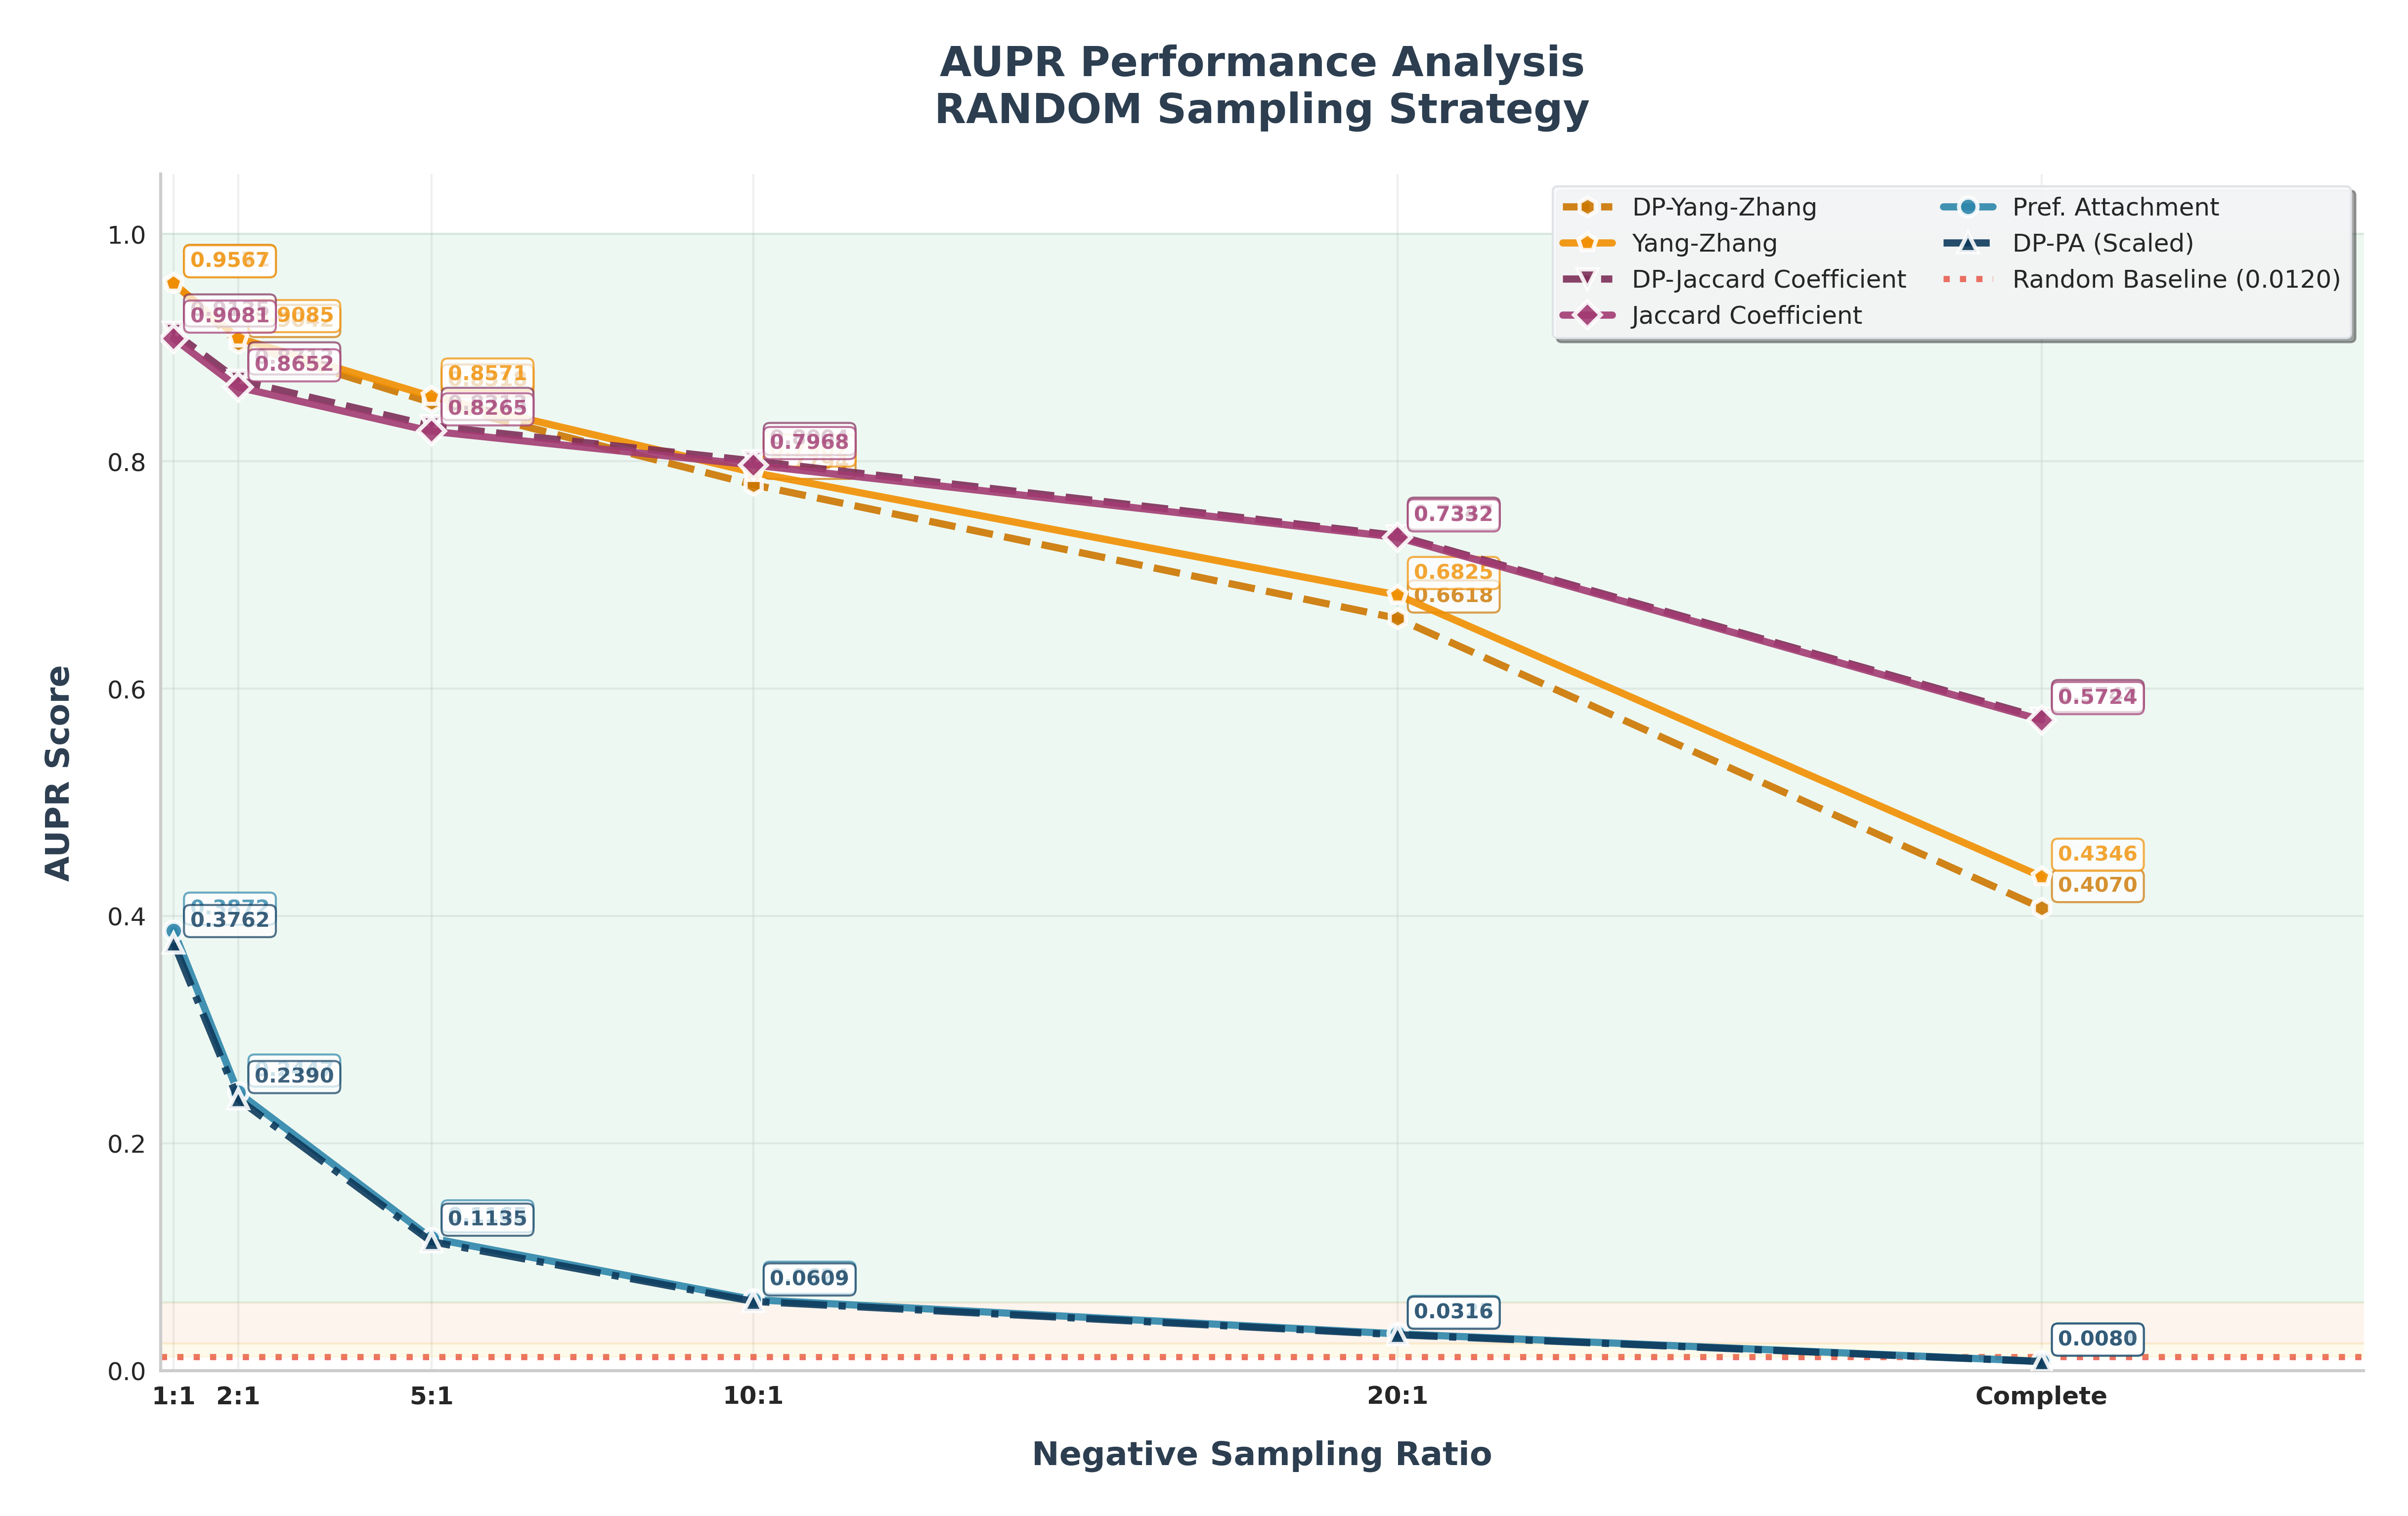 AUPR Performance Analysis
RANDOM Sampling Strategy
DP-Yang-Zhang
Yang-Zhang
DP-Jaccard Coefficient
Jaccard Coefficient
Pref. Attachment
DP-PA (Scaled)
Random Baseline (0.0120)
AUPR Score
1.0
0.8
0.6
0.4
0.2
0.0
0.9567
0.9081
9085
0.8652
0.8571
0.8265
0.7968
0.7332
0.6825
0.6618
0.5724
0.4346
0.4070
0.3872
0.3762
0.2390
0.1135
0.0609
0.0316
0.0080
1:1
2:1
5:1
10:1
20:1
Complete
Negative Sampling Ratio